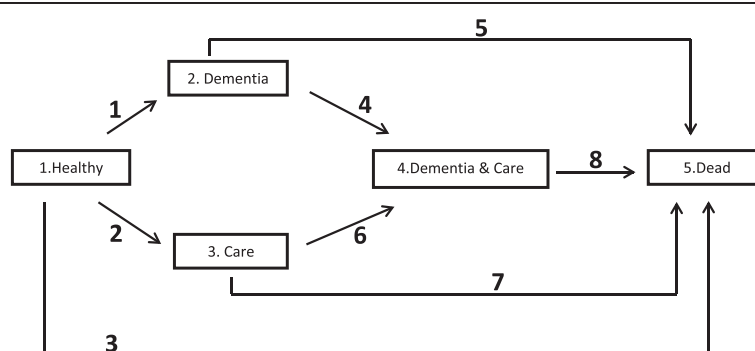 5
2. Dementia
1
4
1.Healthy
4.Dementia & Care
8
5.Dead
2
3. Care
6
7
3